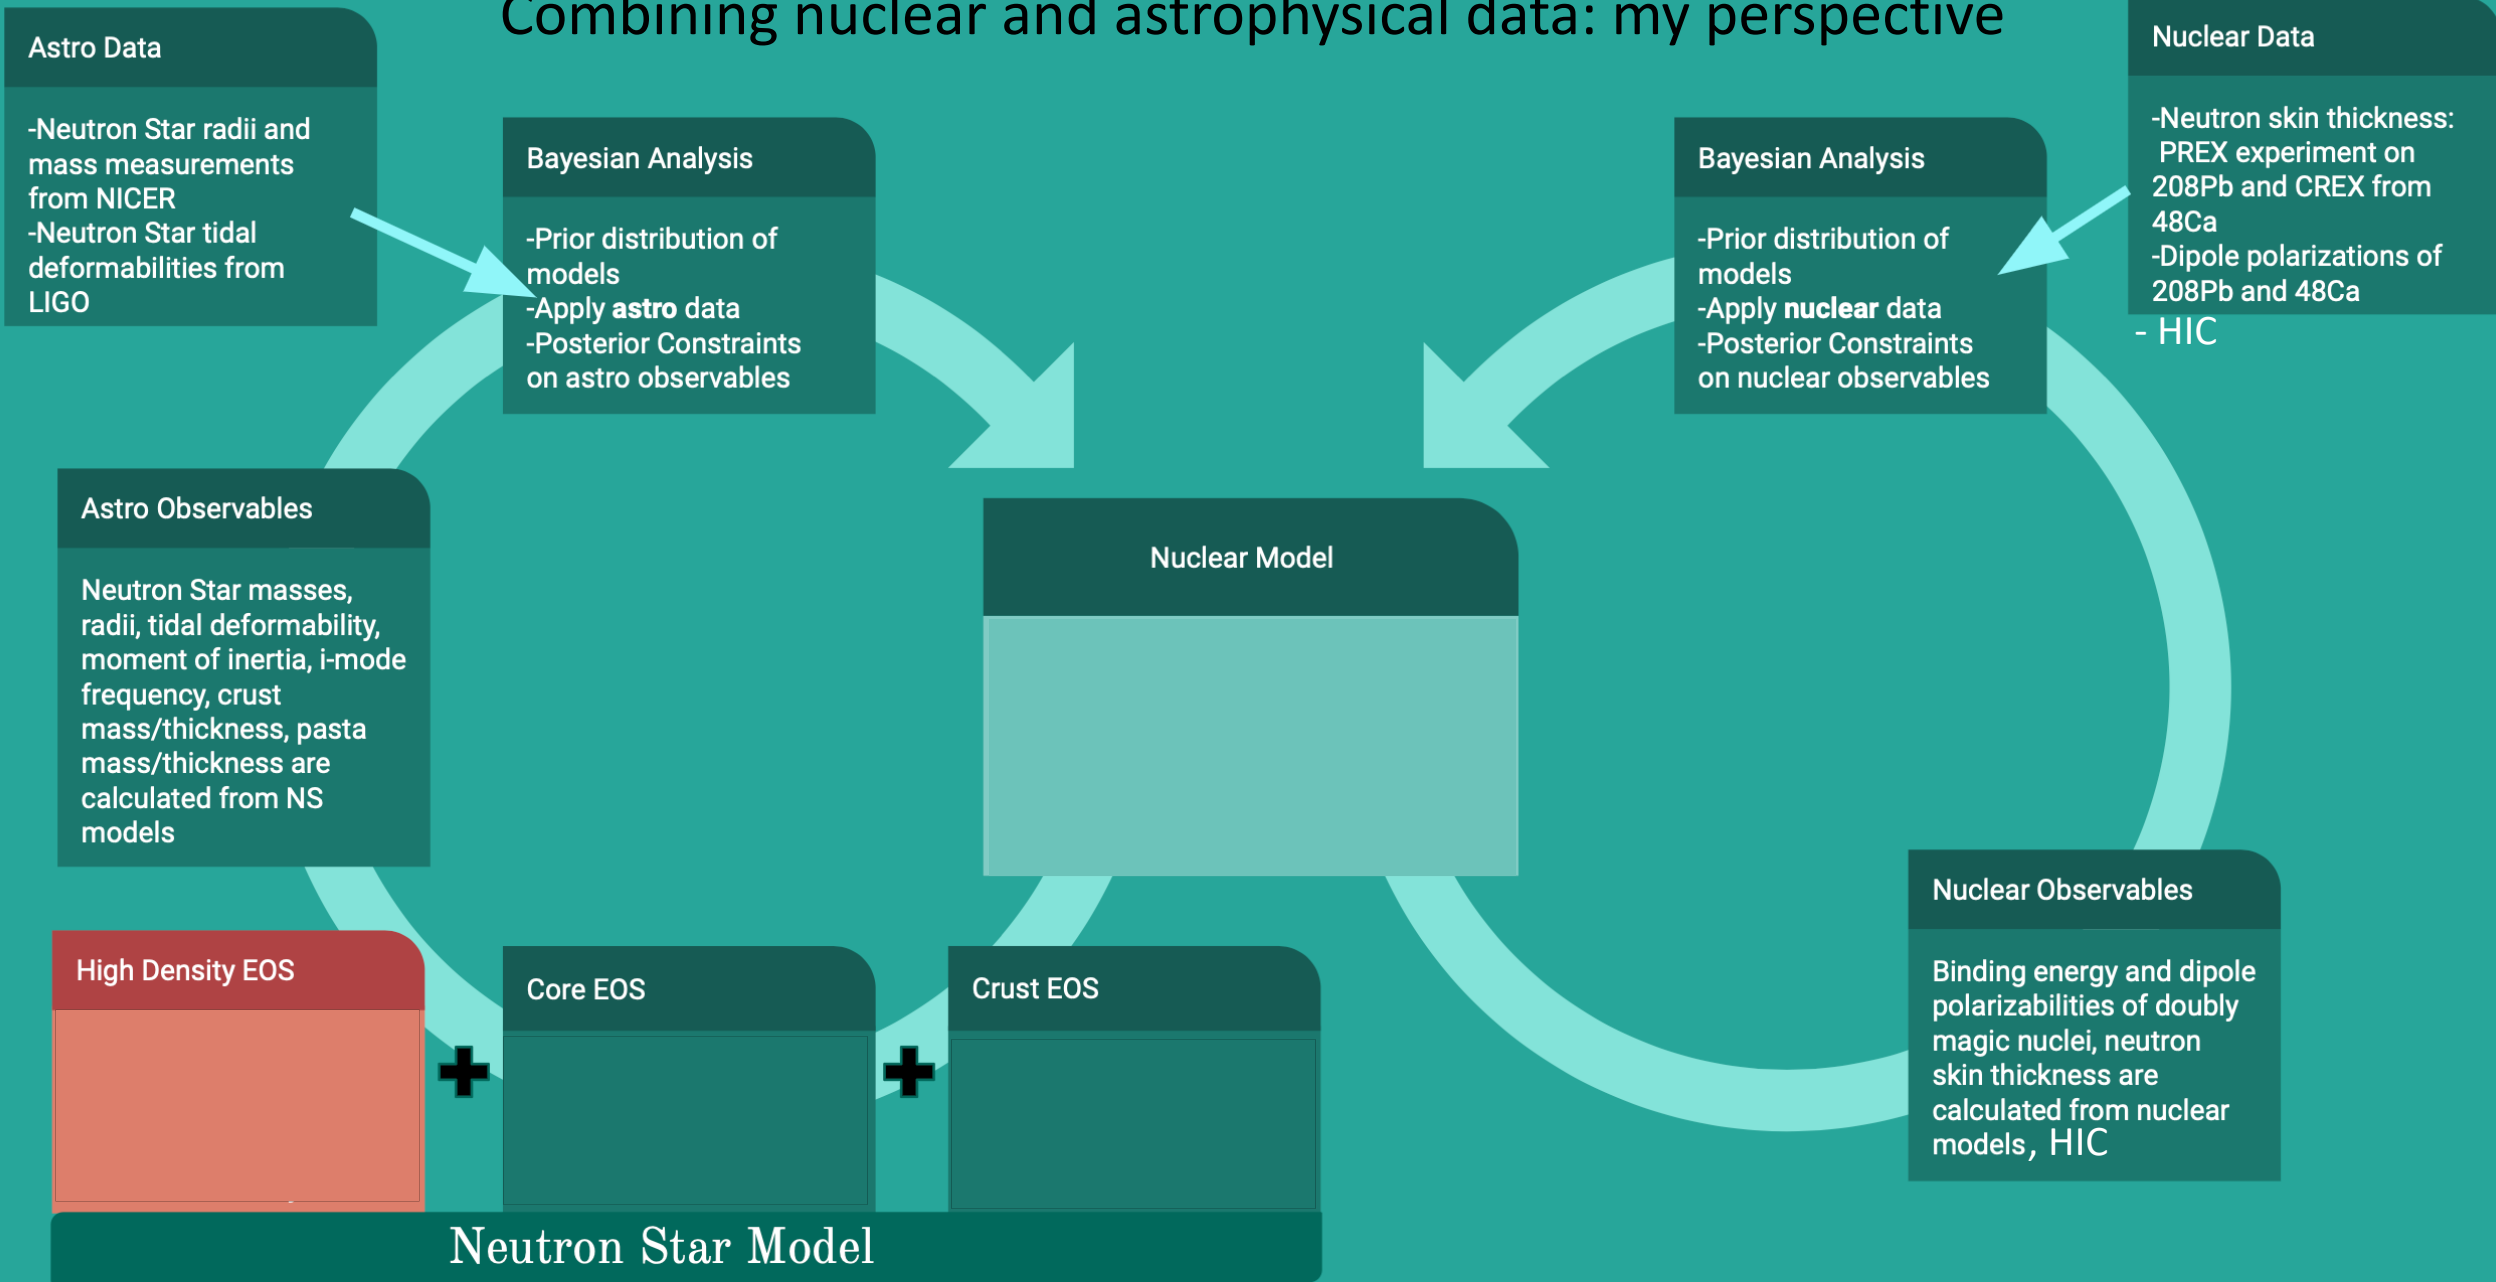 Combining nuclear and astrophysical data: my perspective
Astro Data
-Neutron Star radii and
mass measurements
from NICER
-Neutron Star tidal
deformabilities from
LIGO
Bayesian Analysis
-Prior distribution of
models
-Apply astro data
-Posterior Constraints
on astro observables
Bayesian Analysis
-Prior distribution of
models
-Apply nuclear data
-Posterior Constraints
on nuclear observables
Nuclear Data
-Neutron skin thickness:
PREX experiment on
208Pb and CREX from
48Ca
-Dipole polarizations of
208Pb and 48Ca
- HIC
Astro Observables
Neutron Star masses,
radii, tidal deformability,
moment of inertia, i-mode
frequency, crust
mass/thickness, pasta
mass/thickness are
calculated from NS
models
Nuclear Model
Nuclear Observables
Binding energy and dipole
polarizabilities of doubly
magic nuclei, neutron
skin thickness are
calculated from nuclear
models, HIC
High Density EOS
Core EOS
Crust EOS
Neutron Star Model